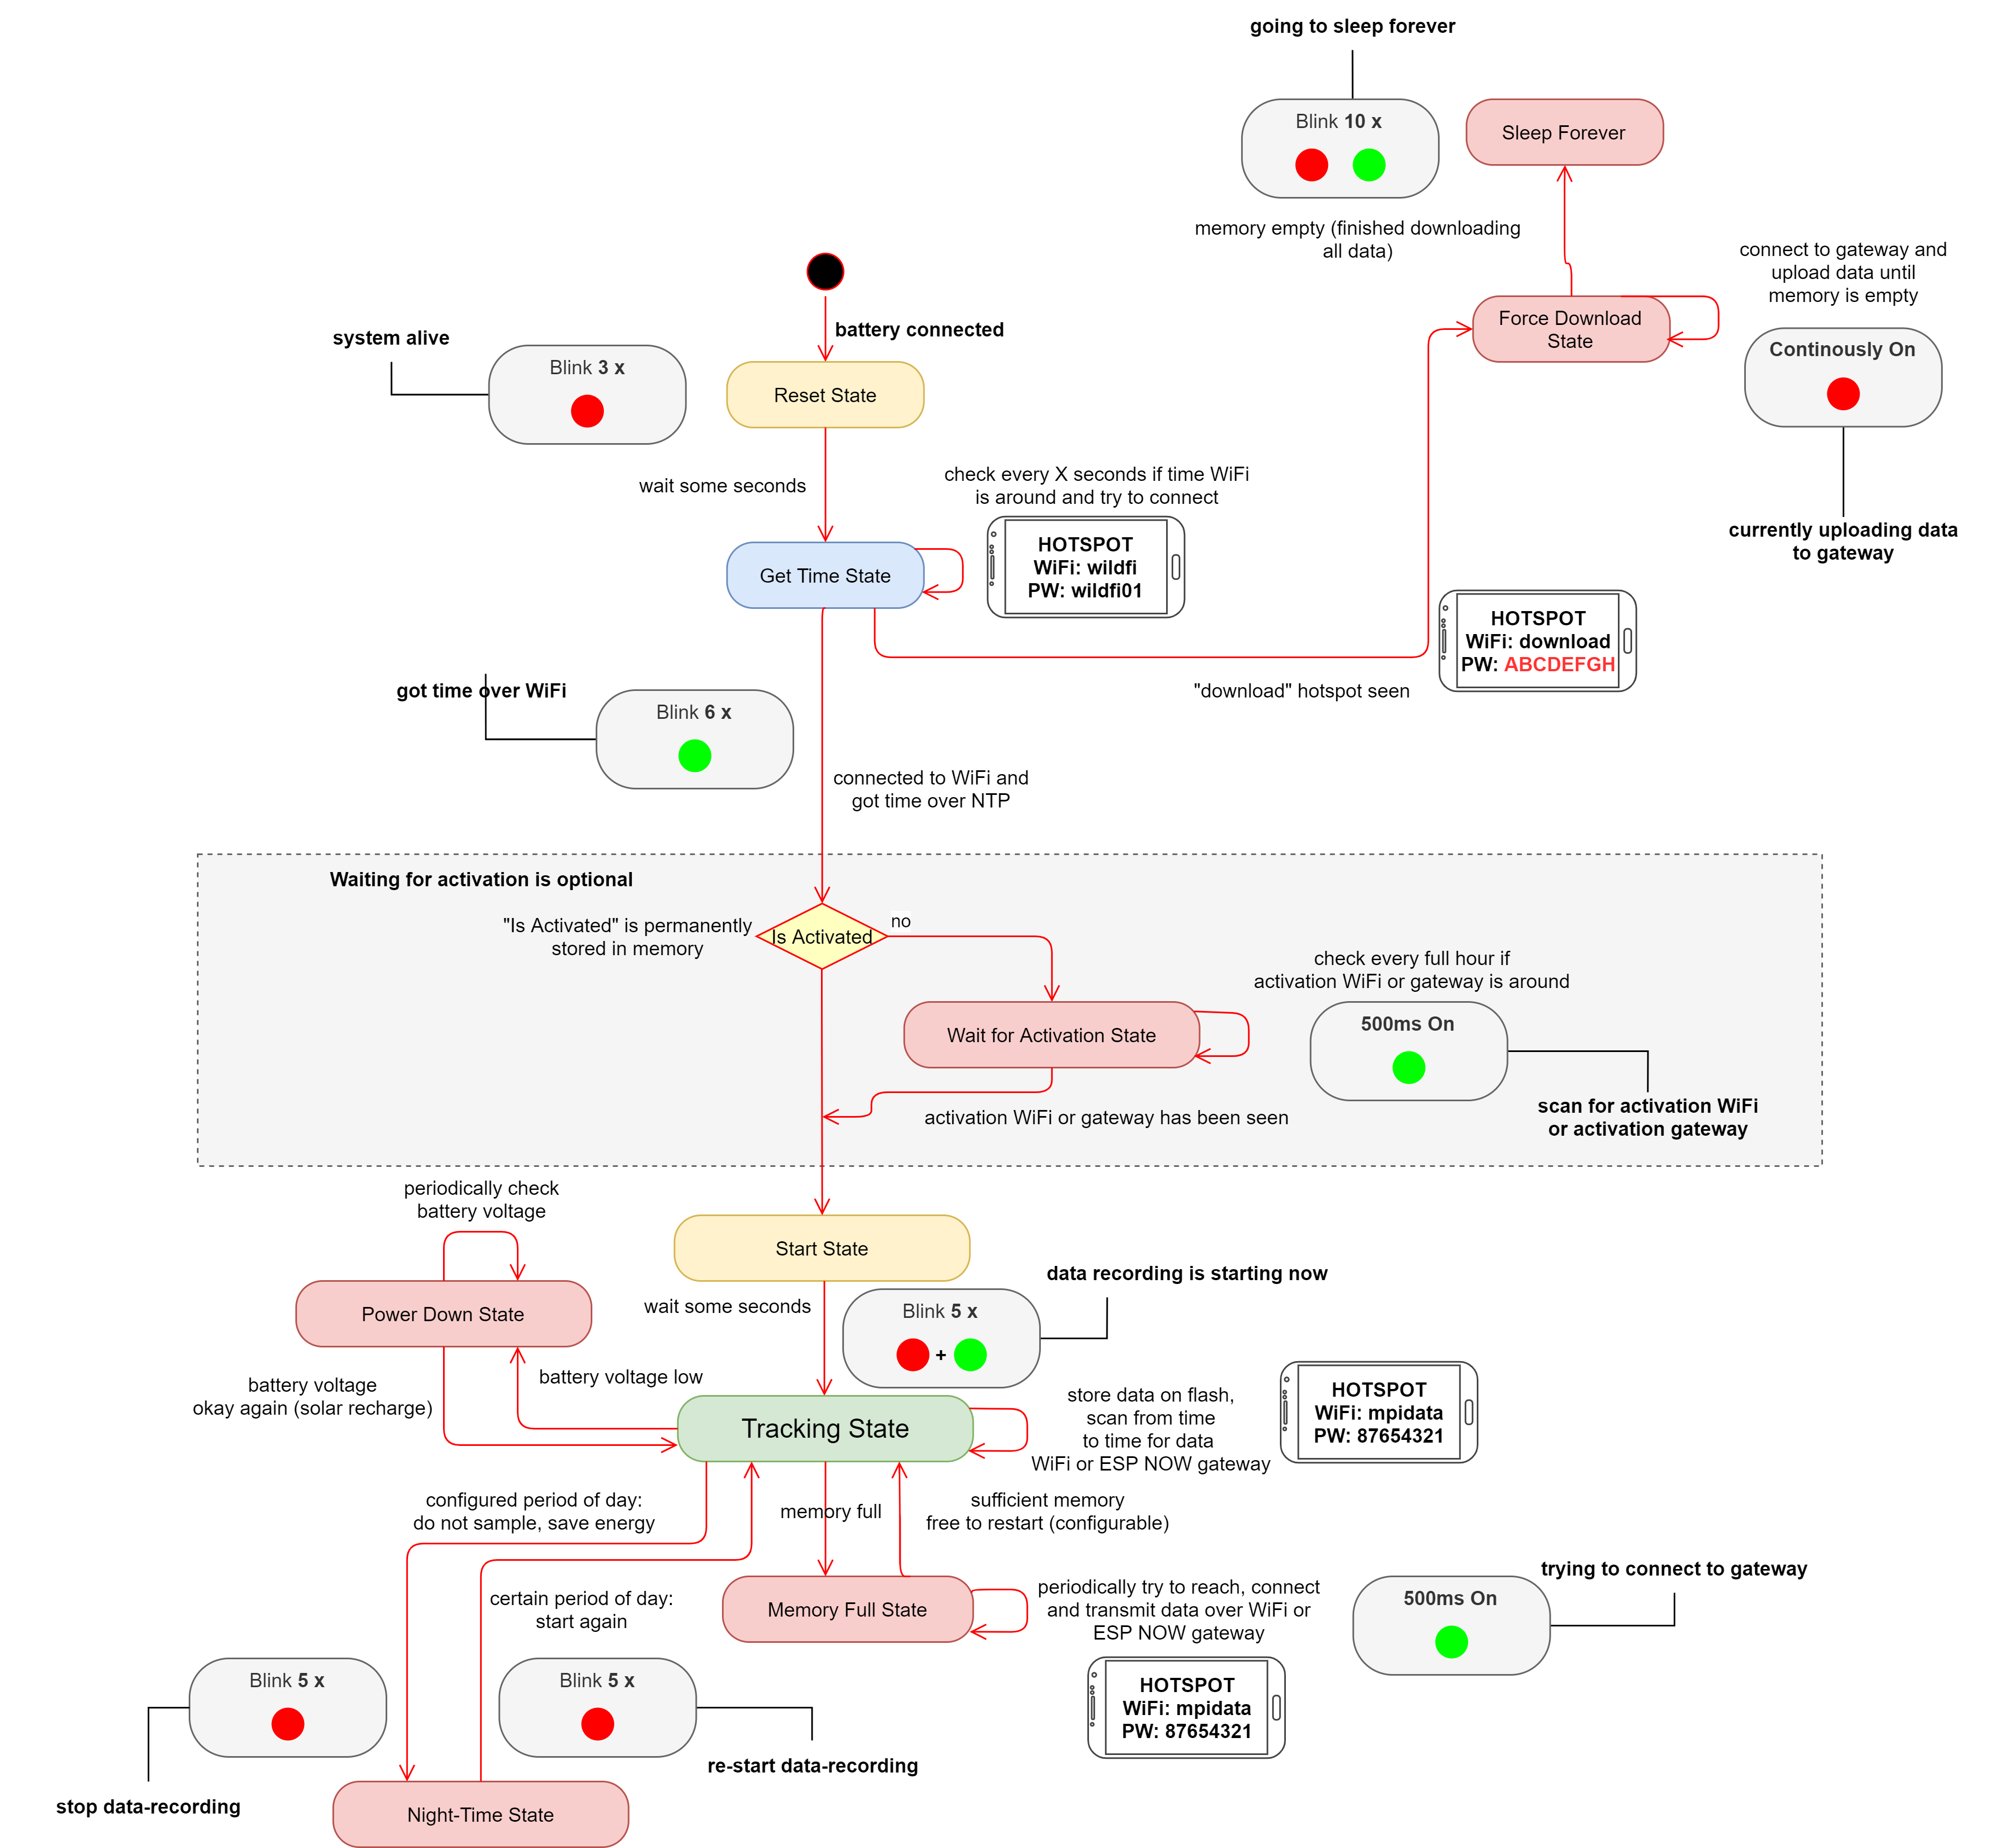 going to sleep forever
Blink 10 x
Sleep Forever
memory empty (finished downloading
all data)
connect to gateway and
upload data until
memory is empty
Force Download
State
Continously On
currently uploading data
to gateway
battery connected
system alive
Blink 3 x
Reset State
wait some seconds
check every X seconds if time WiFi
is around and try to connect
HOTSPOT
WiFi: wildfi
PW: wildfi01
Get Time State
HOTSPOT
WiFi: download
PW: ABCDEFGH
"download" hotspot seen
got time over WiFi
Blink 6 x
connected to WiFi and
got time over NTP
Waiting for activation is optional
"Is Activated" is permanently
stored in memory
Is Activated
no
check every full hour if
activation WiFi or gateway is around
Wait for Activation State
500ms On
activation WiFi or gateway has been seen
scan for activation WiFi
or activation gateway
periodically check
battery voltage
Start State
Power Down State
wait some seconds
data recording is starting now
Blink 5 x
+
battery voltage low
battery voltage
okay again (solar recharge)
Tracking State
store data on flash,
scan from time
to time for data
WiFi or ESP NOW gateway
HOTSPOT
WiFi: mpidata
PW: 87654321
configured period of day:
do not sample, save energy
memory full
sufficient memory
free to restart (configurable)
certain period of day:
start again
Memory Full State
periodically try to reach, connect
and transmit data over WiFi or
ESP NOW gateway
trying to connect to gateway
500ms On
HOTSPOT
WiFi: mpidata
PW: 87654321
Blink 5 x
Blink 5 x
re-start data-recording
stop data-recording
Night-Time State